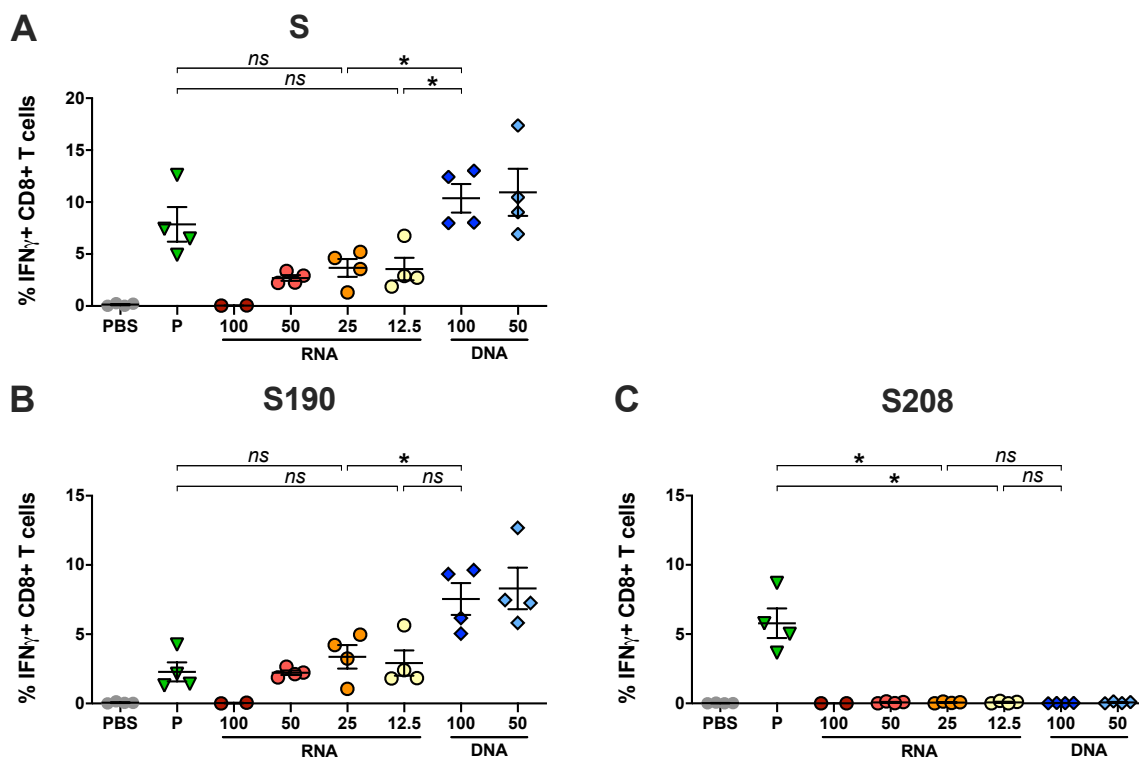 A
S
ns
*
ns
*
% IFNγ+ CD8+ T cells
20
15
10
5
0
PBS P 100 50 25 12.5 100 50
RNA DNA
B
S190
ns
*
ns
ns
% IFNγ+ CD8+ T cells
15
10
5
0
PBS P 100 50 25 12.5 100 50
RNA DNA
C
S208
*
ns
*
ns
% IFNγ+ CD8+ T cells
15
10
5
0
PBS P 100 50 25 12.5 100 50
RNA DNA